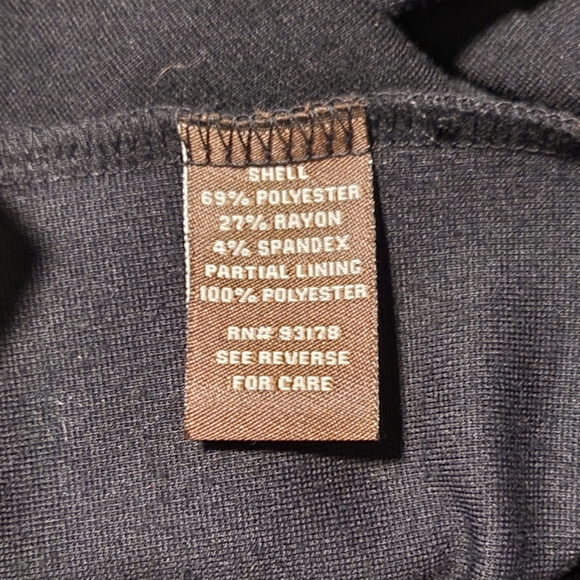 SHELL
69% POLYESTER
27% RAYON
4% SPANDEX
PARTIAL LINING
100% POLYESTER
RN# 93178
SEE REVERSE
FOR CARE